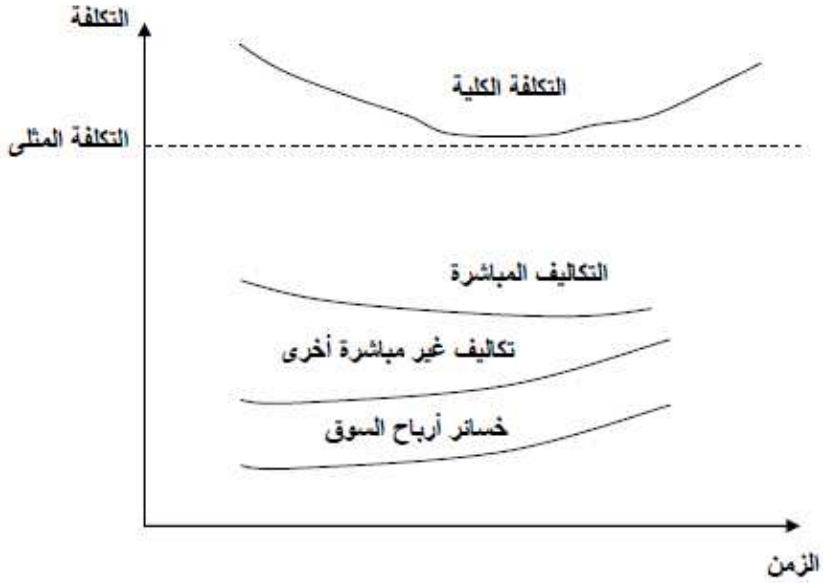 التكلفة
التكلفة الكلية
التكلفة المثلى
التكاليف المباشرة
تكاليف غير مباشرة أخرى
خسائر أرباح السوق
الزمن